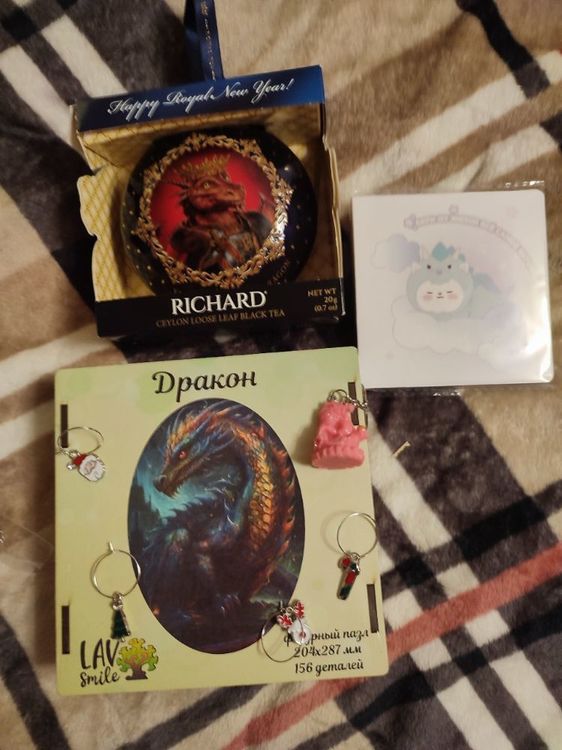 Happy Royal New Year!
RICHARD
CEYLON LOOSE LEAF BLACK TEA
NET WT
20g
(0.7 oz)
Дракон
LAV
Smile
204x287 мм
156 деталей
пазл